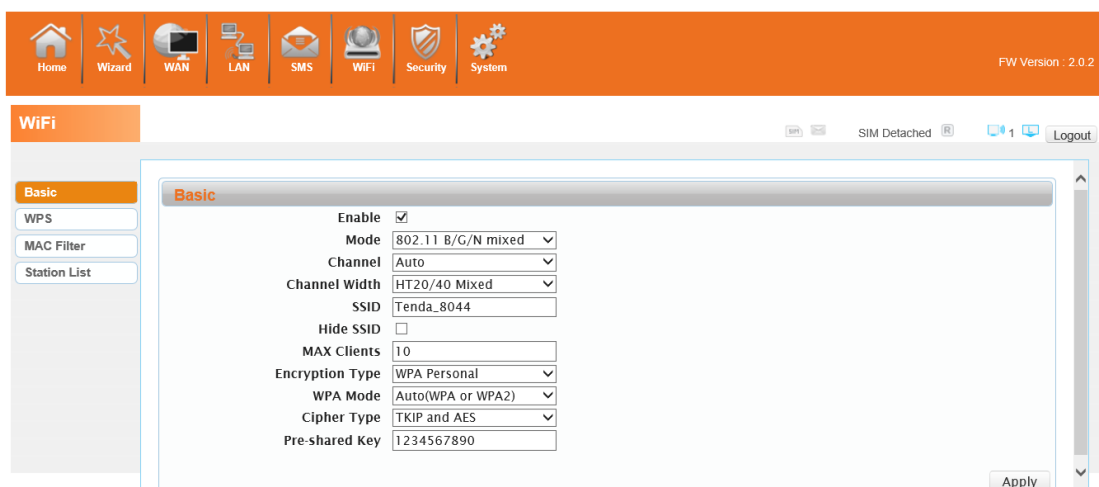 Home Wizard WAN LAN SMS WiFi Security System
FW Version : 2.0.2
WiFi
SIM SIM Detached R 1 Logout
Basic
WPS
MAC Filter
Station List
Basic
Enable
Mode 802.11 B/G/N mixed
Channel Auto
Channel Width HT20/40 Mixed
SSID Tenda_8044
Hide SSID
MAX Clients 10
Encryption Type WPA Personal
WPA Mode Auto(WPA or WPA2)
Cipher Type TKIP and AES
Pre-shared Key 1234567890
Apply